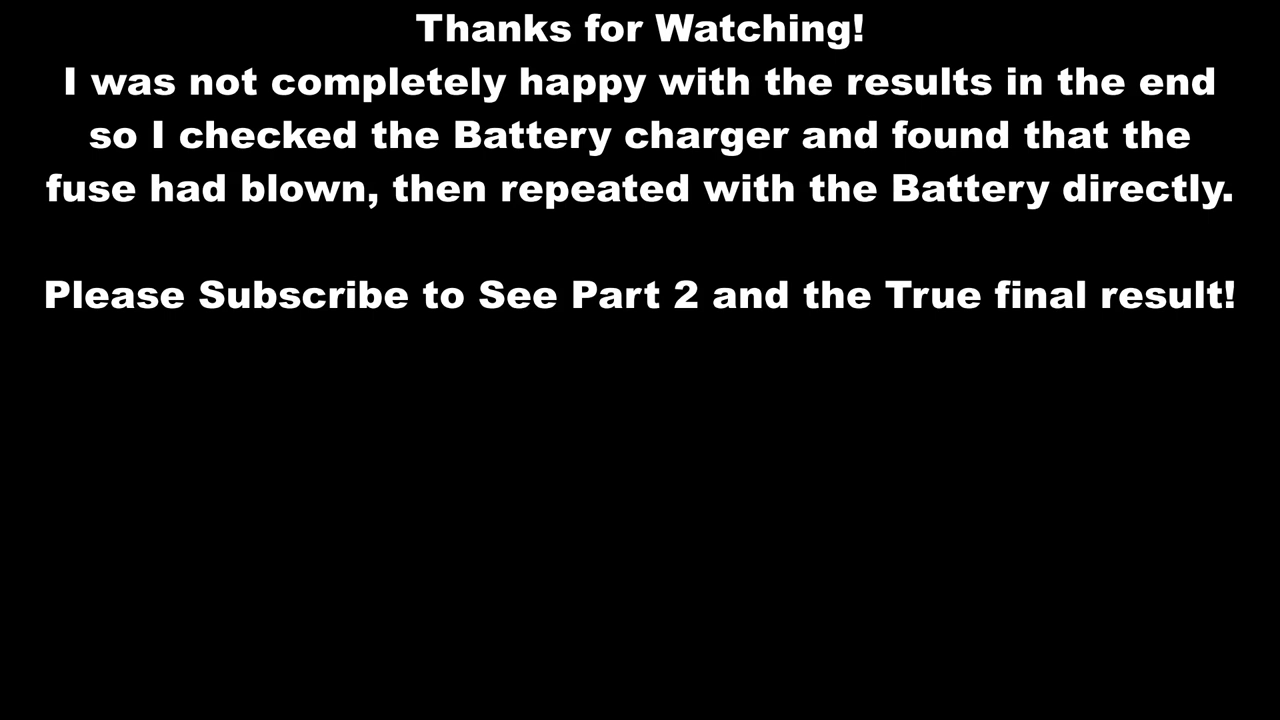 Thanks for Watching!
I was not completely happy with the results in the end
so I checked the Battery charger and found that the
fuse had blown, then repeated with the Battery directly.
Please Subscribe to See Part 2 and the True final result!